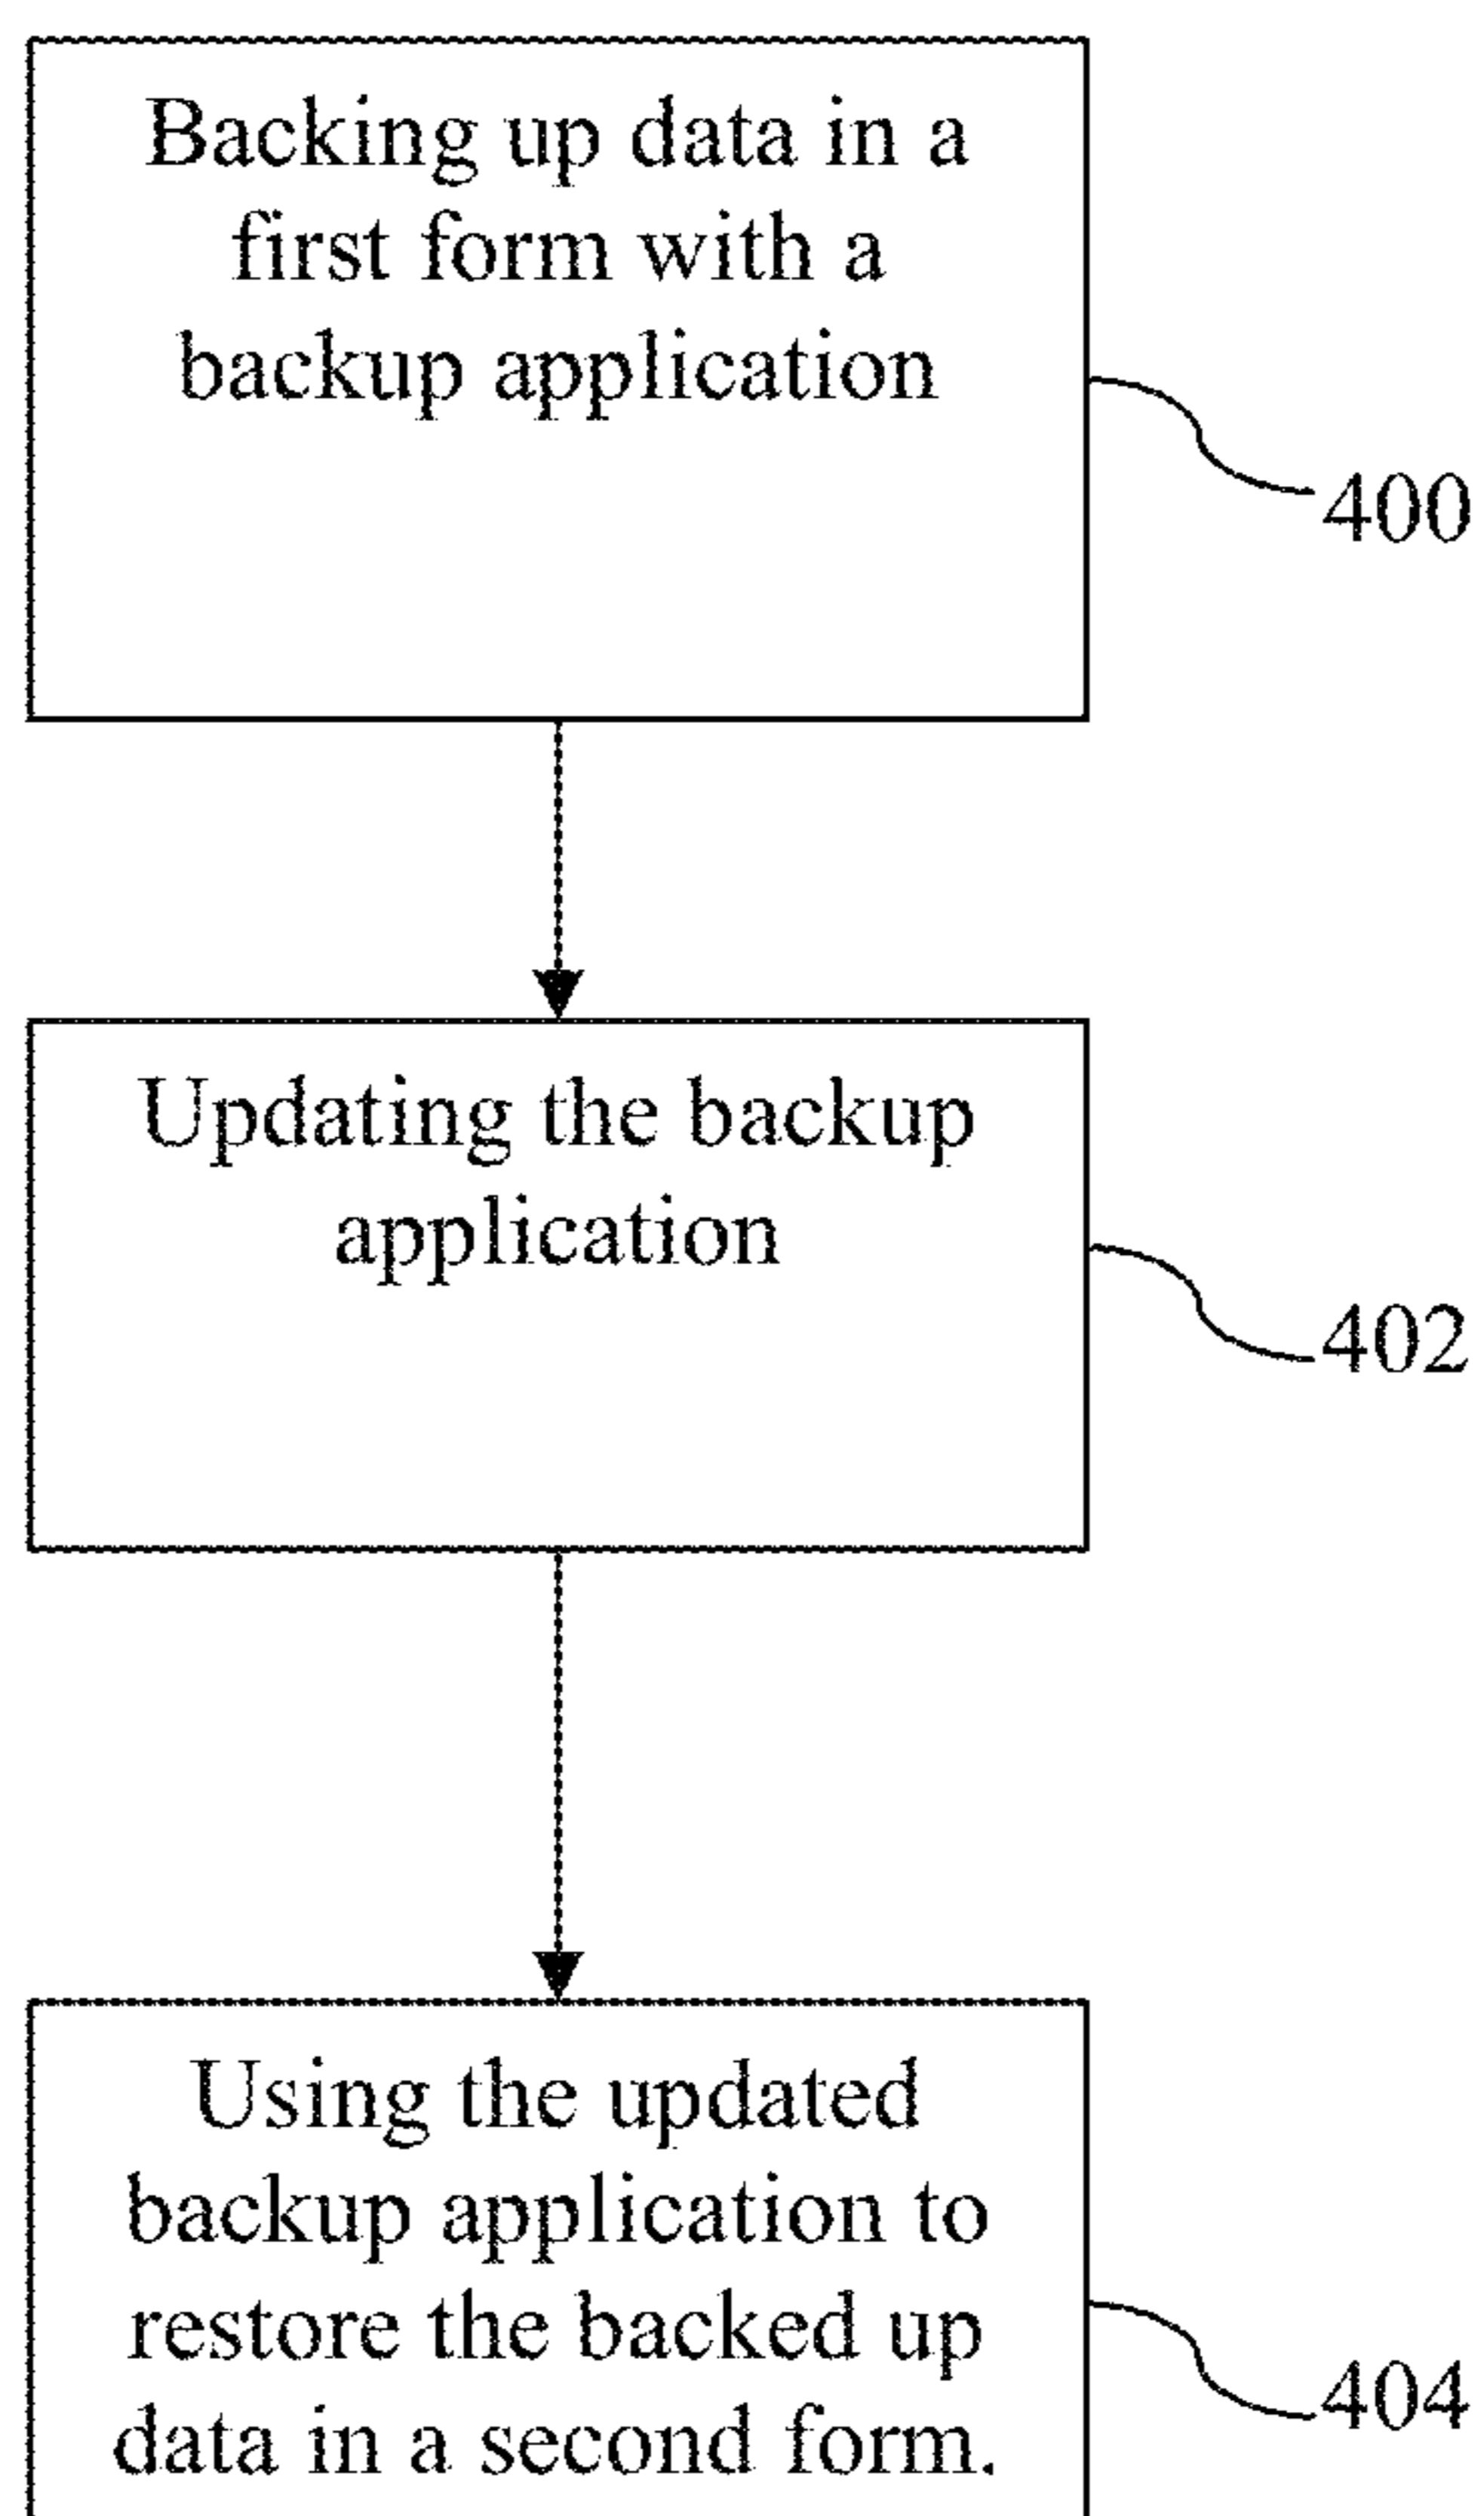 Backing up data in a
first form with a
backup application
400
Updating the backup
application
402
Using the updated
backup application to
restore the backed up
data in a second form.
404